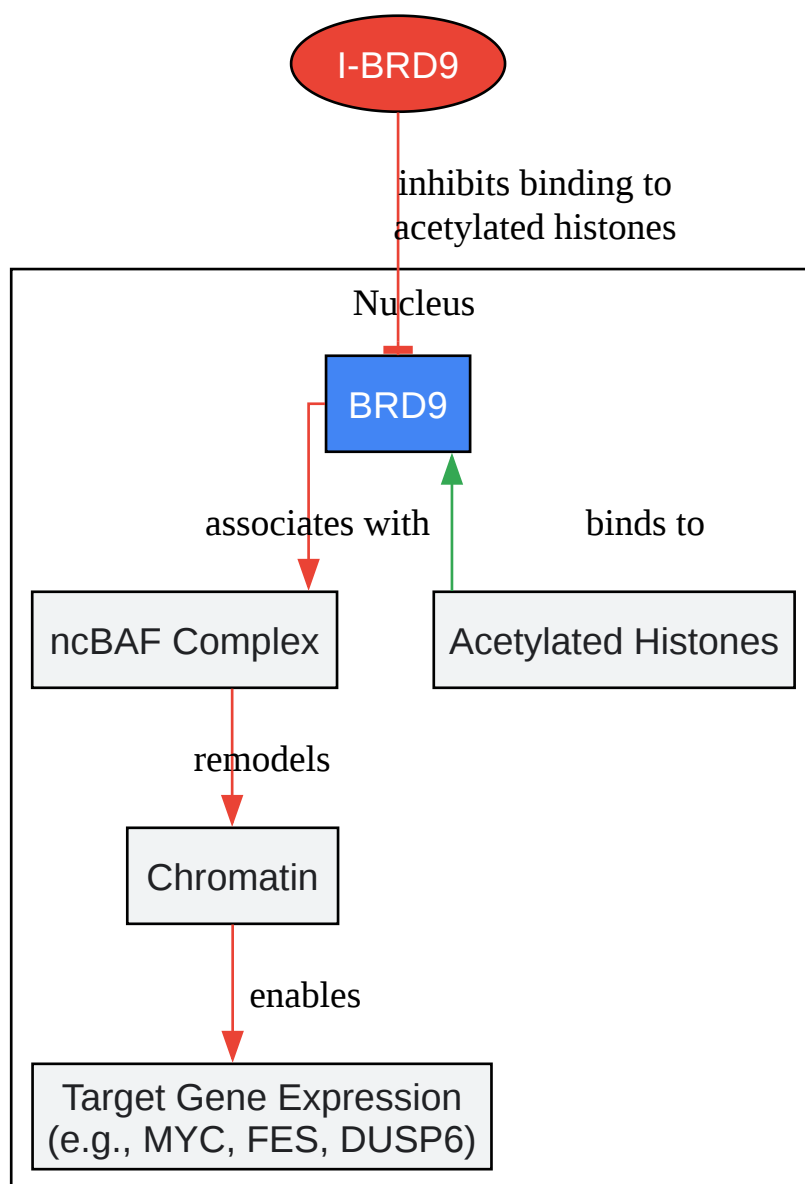 I-BRD9
inhibits binding to
acetylated histones
Nucleus
BRD9
associates with
binds to
ncBAF Complex
Acetylated Histones
remodels
Chromatin
enables
Target Gene Expression
(e.g., MYC, FES, DUSP6)